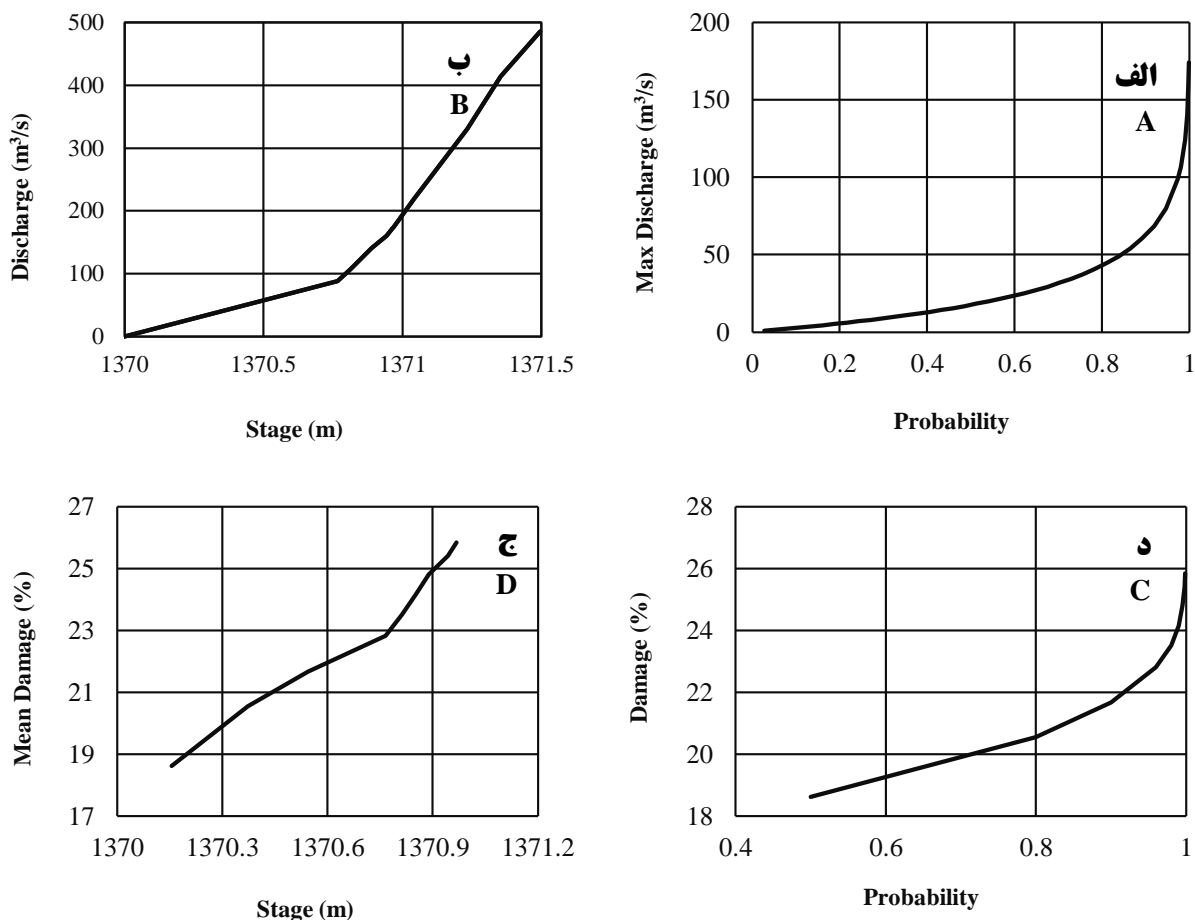 500
400
300
200
100
0
1370
1370.5
1371
1371.5
Discharge (m³/s)
Stage (m)
ب
B
200
150
100
50
0
0
0.2
0.4
0.6
0.8
1
Max Discharge (m³/s)
Probability
الف
A
27
25
23
21
19
17
1370
1370.3
1370.6
1370.9
1371.2
Mean Damage (%)
Stage (m)
ج
D
28
26
24
22
20
18
0.4
0.6
0.8
1
Damage (%)
Probability
د
C